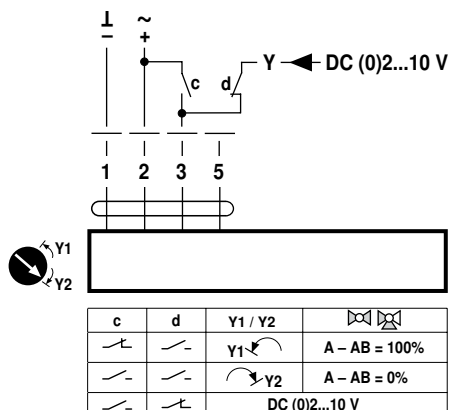 ⊥ ~
− +
c d Y DC (0)2...10 V
1 2 3 5
Y1
Y2
c d Y1 / Y2
Y1 A – AB = 100%
Y2 A – AB = 0%
DC (0)2...10 V